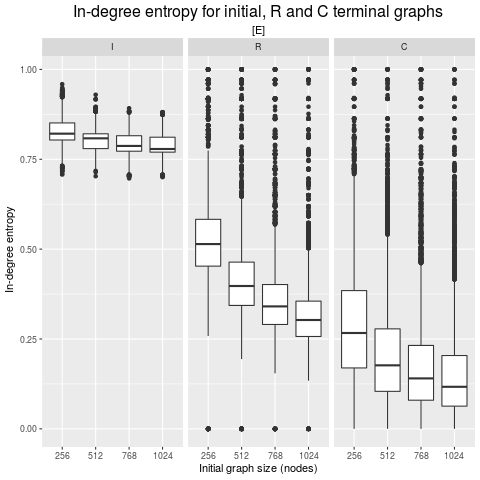 In-degree entropy for initial, R and C terminal graphs
[E]
I R C
1.00
0.75
0.50
0.25
0.00
In-degree entropy
256 512 768 1024 256 512 768 1024 256 512 768 1024
Initial graph size (nodes)